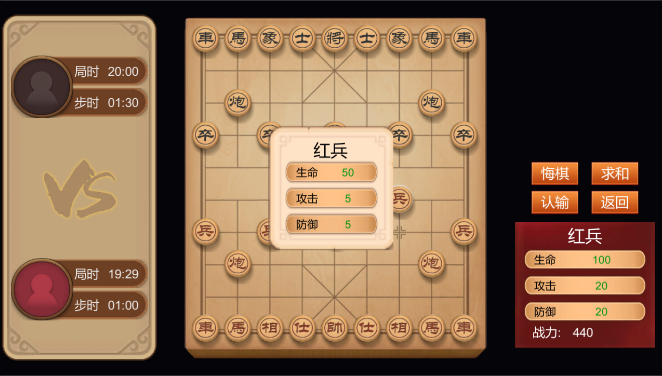 局时 20:00
步时 01:30
VS
局时 19:29
步时 01:00
車 馬 象 士 將 士 象 馬 車
炮 炮
卒 卒 卒 卒
红兵
生命 50
攻击 5
防御 5
兵
兵 兵 兵
炮 炮
車 馬 相 仕 帥 仕 相 馬 車
悔棋 求和
认输 返回
红兵
生命 100
攻击 20
防御 20
战力: 440